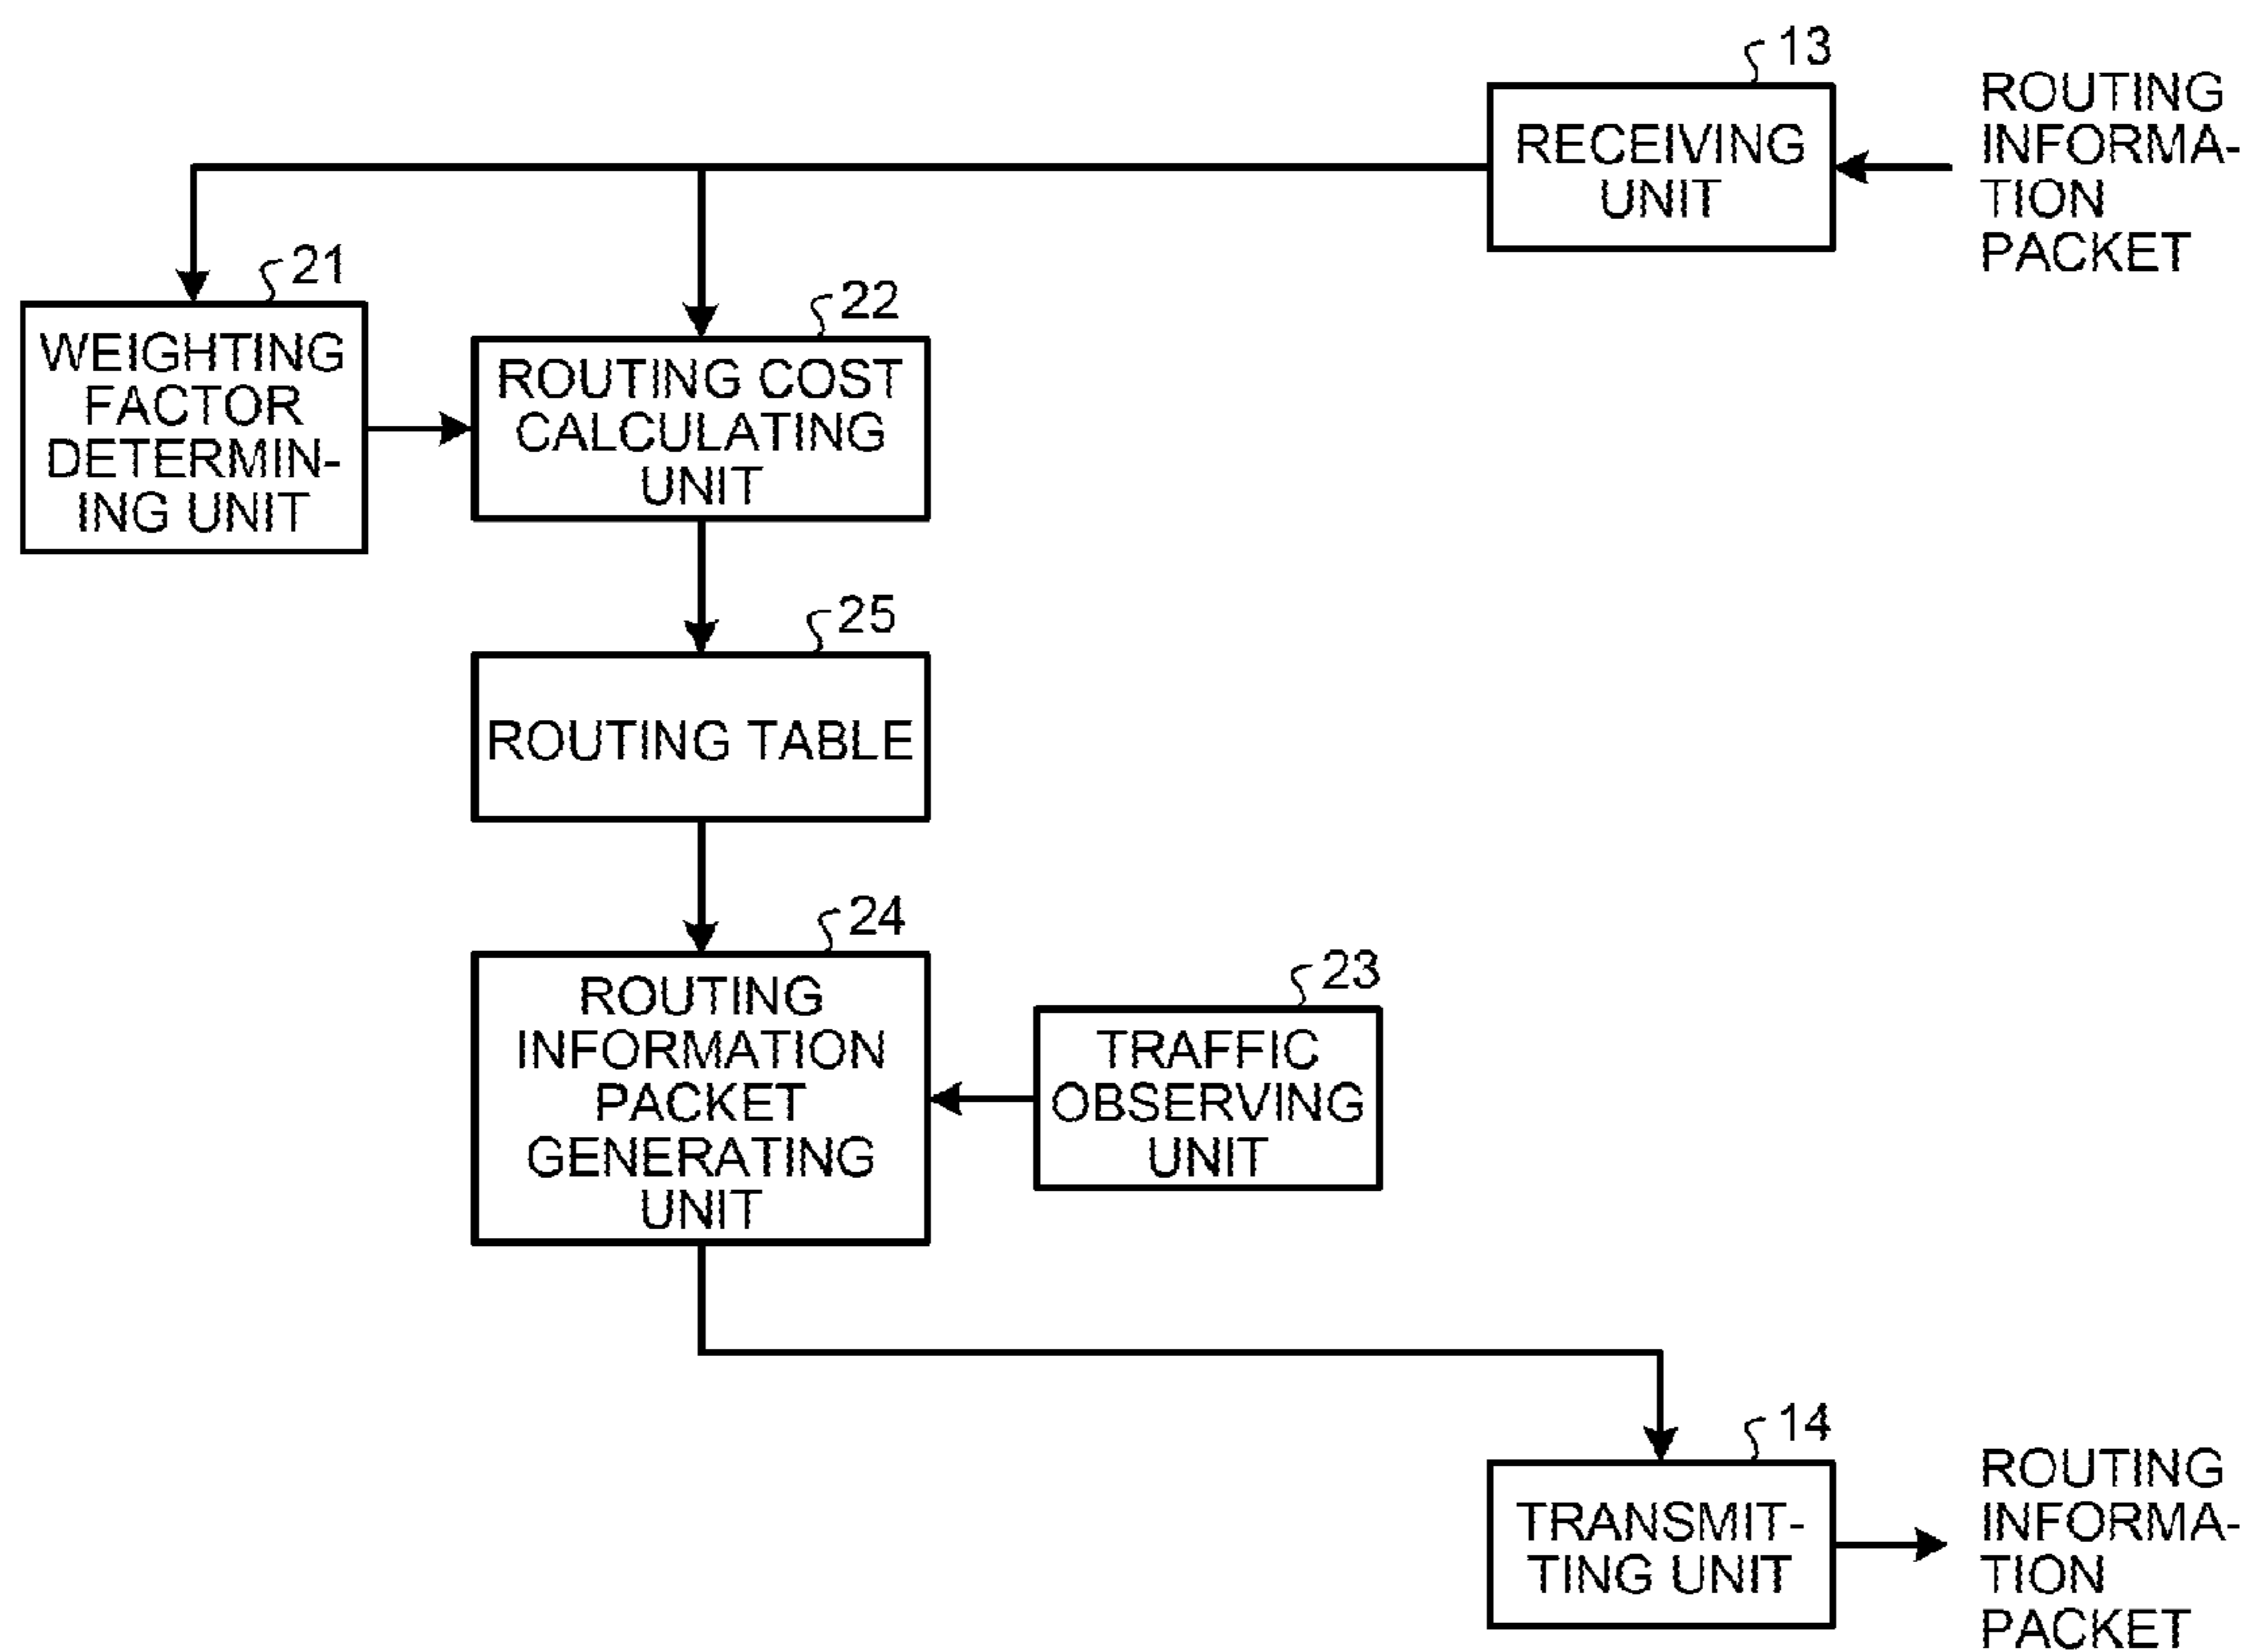 13
RECEIVING
UNIT
ROUTING
INFORMA-
TION
PACKET
21
WEIGHTING
FACTOR
DETERMIN-
ING UNIT
22
ROUTING COST
CALCULATING
UNIT
25
ROUTING TABLE
24
ROUTING
INFORMATION
PACKET
GENERATING
UNIT
23
TRAFFIC
OBSERVING
UNIT
14
TRANSMIT-
TING UNIT
ROUTING
INFORMA-
TION
PACKET